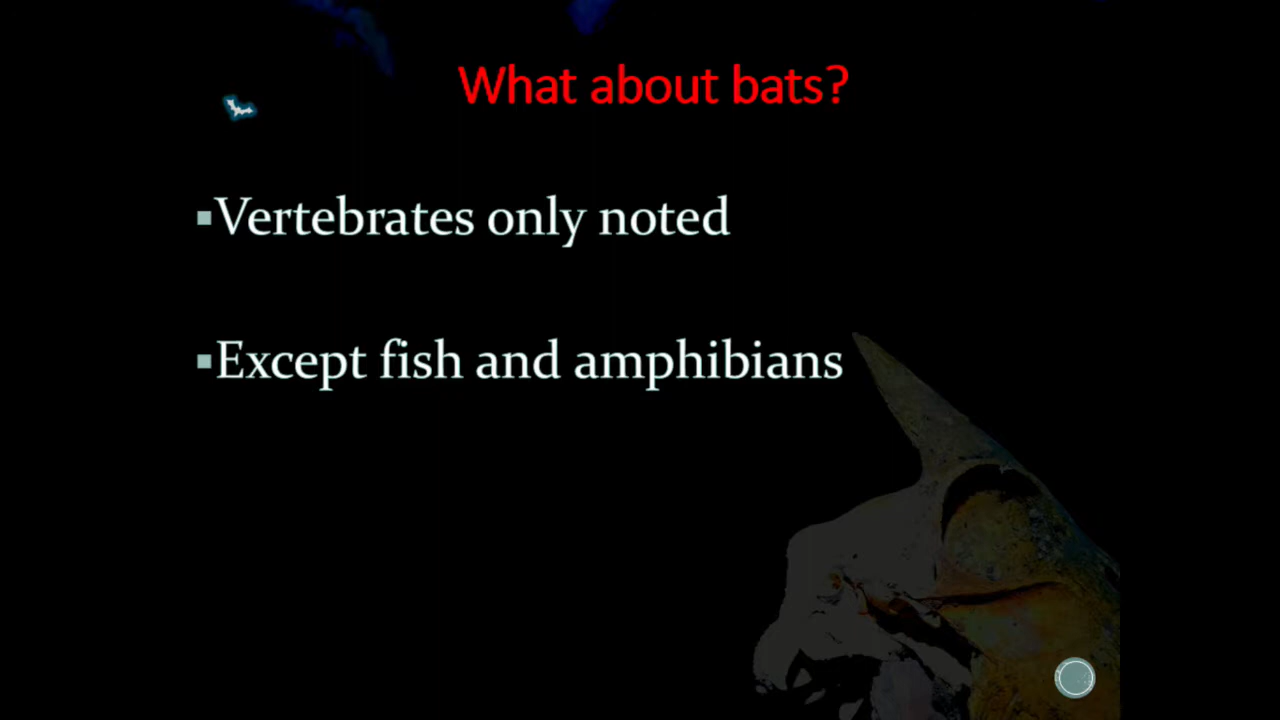 What about bats?
▪Vertebrates only noted
▪Except fish and amphibians